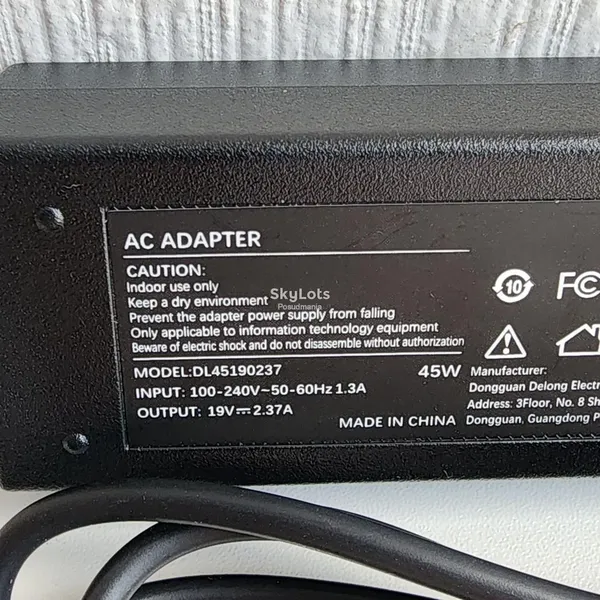 AC ADAPTER
CAUTION:
Indoor use only
Keep a dry environment
Prevent the adapter power supply from falling
Only applicable to information technology equipment
Beware of electric shock and do not disassemble without authorization
MODEL:DL45190237 45W
INPUT: 100-240V~50-60Hz 1.3A
OUTPUT: 19V⎓2.37A
MADE IN CHINA
10
FC
Manufacturer:
Dongguan Delong Electr
Address: 3Floor, No. 8 Sh
Dongguan, Guangdong P
SkyLots
Posudmania